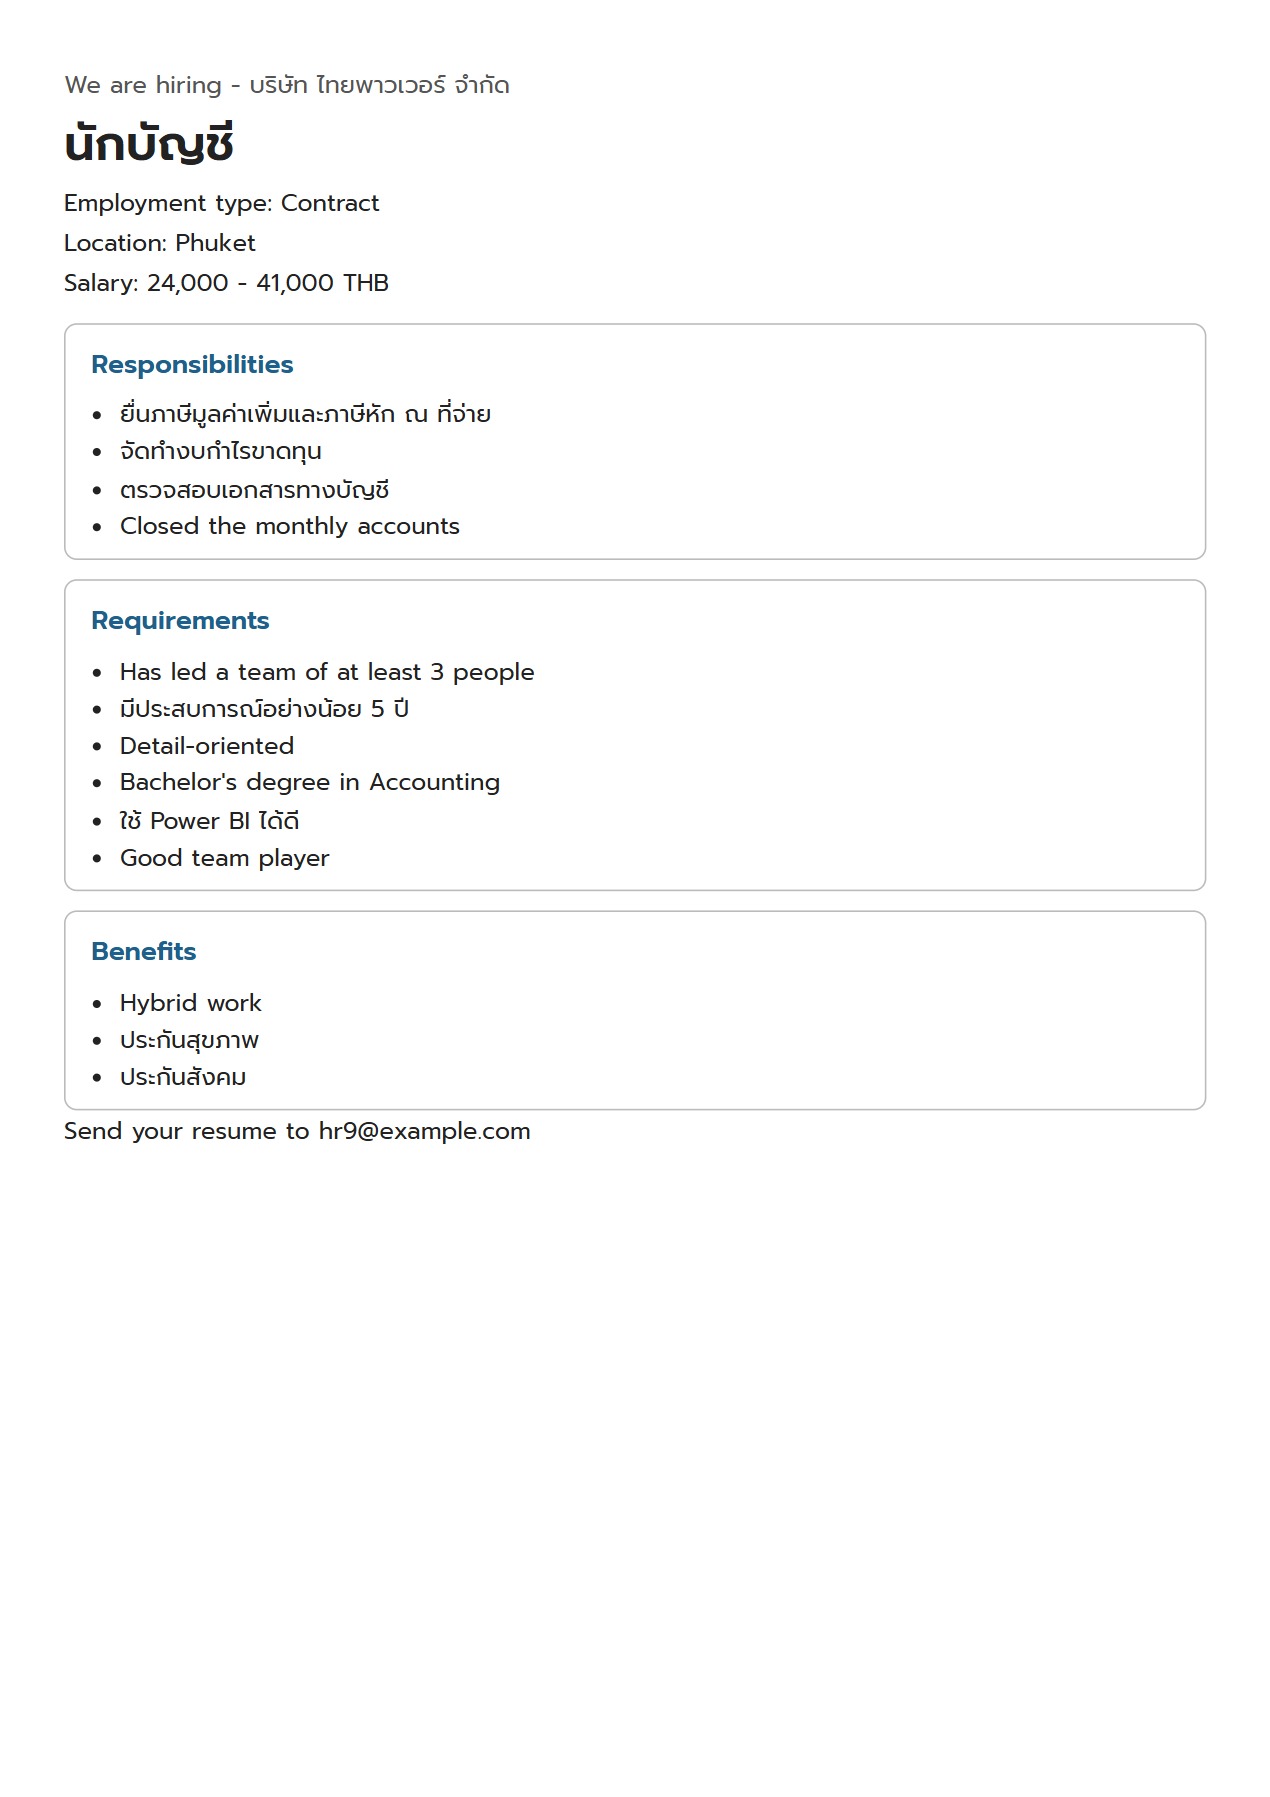 We are hiring - บริษัท ไทยพาวเวอร์ จำกัด
นักบัญชี
Employment type: Contract
Location: Phuket
Salary: 24,000 - 41,000 THB
Responsibilities
• ยื่นภาษีมูลค่าเพิ่มและภาษีหัก ณ ที่จ่าย
• จัดทำงบกำไรขาดทุน
• ตรวจสอบเอกสารทางบัญชี
• Closed the monthly accounts
Requirements
• Has led a team of at least 3 people
• มีประสบการณ์อย่างน้อย 5 ปี
• Detail-oriented
• Bachelor's degree in Accounting
• ใช้ Power BI ได้ดี
• Good team player
Benefits
• Hybrid work
• ประกันสุขภาพ
• ประกันสังคม
Send your resume to hr9@example.com